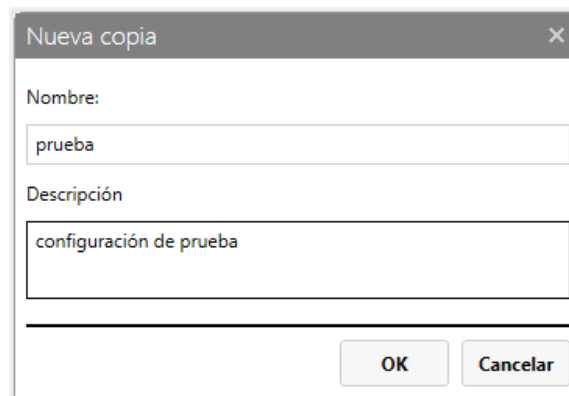 Nueva copia
Nombre:
prueba
Descripción
configuración de prueba
OK Cancelar